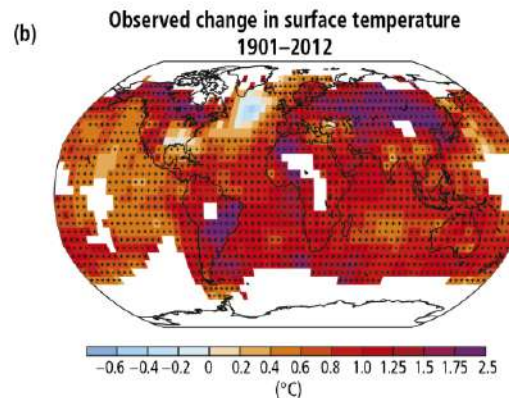 (b)
Observed change in surface temperature
1901–2012
−0.6 −0.4 −0.2 0 0.2 0.4 0.6 0.8 1.0 1.25 1.5 1.75 2.5
(°C)